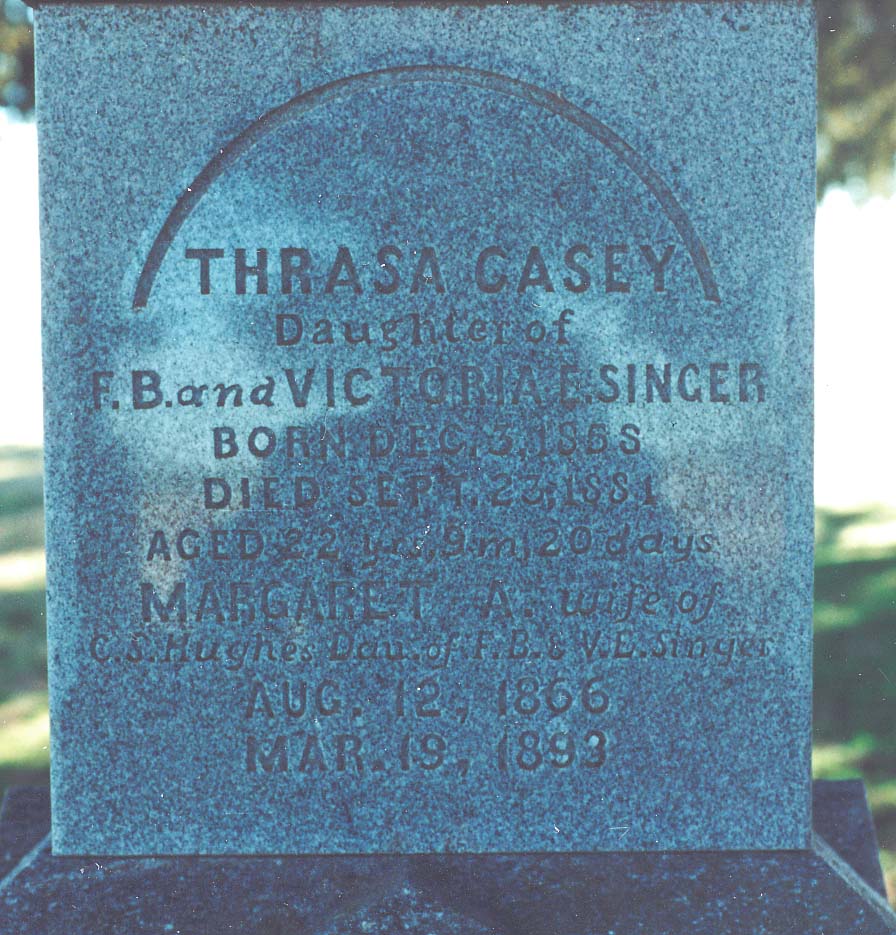 THRASA CASEY
Daughter of
F. B. and VICTORIA E. SINGER
BORN DEC. 3, 1858
DIED SEPT. 23, 1881
AGED 22 yrs, 9 m, 20 days
MARGARET A. wife of
C. S. Hughes Dau. of F. B. & V. E. Singer
AUG. 12, 1866
MAR. 19, 1893